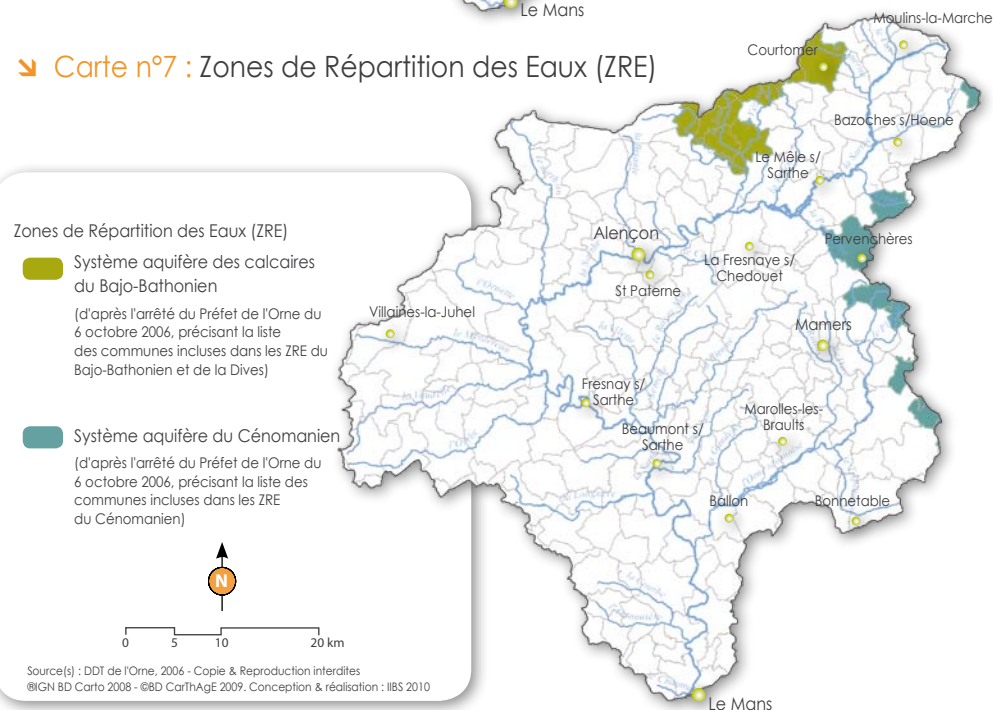 Le Mans
Carte n°7 : Zones de Répartition des Eaux (ZRE)
Moulins-la-Marche
Courtomer
Bazoches s/Hoene
Le Mêle s/
Sarthe
Alençon
Pervenchères
La Fresnaye s/
Chedouet
St Paterne
Villaines-la-Juhel
Mamers
Fresnay s/
Sarthe
Marolles-les-
Braults
Beaumont s/
Sarthe
Ballon
Bonnetable
Le Mans
Zones de Répartition des Eaux (ZRE)
Système aquifère des calcaires
du Bajo-Bathonien
(d'après l'arrêté du Préfet de l'Orne du
6 octobre 2006, précisant la liste
des communes incluses dans les ZRE du
Bajo-Bathonien et de la Dives)
Système aquifère du Cénomanien
(d'après l'arrêté du Préfet de l'Orne du
6 octobre 2006, précisant la liste des
communes incluses dans les ZRE
du Cénomanien)
N
0 5 10 20 km
Source(s) : DDT de l'Orne, 2006 - Copie & Reproduction interdites
®IGN BD Carto 2008 - ©BD CarThAgE 2009. Conception & réalisation : IIBS 2010